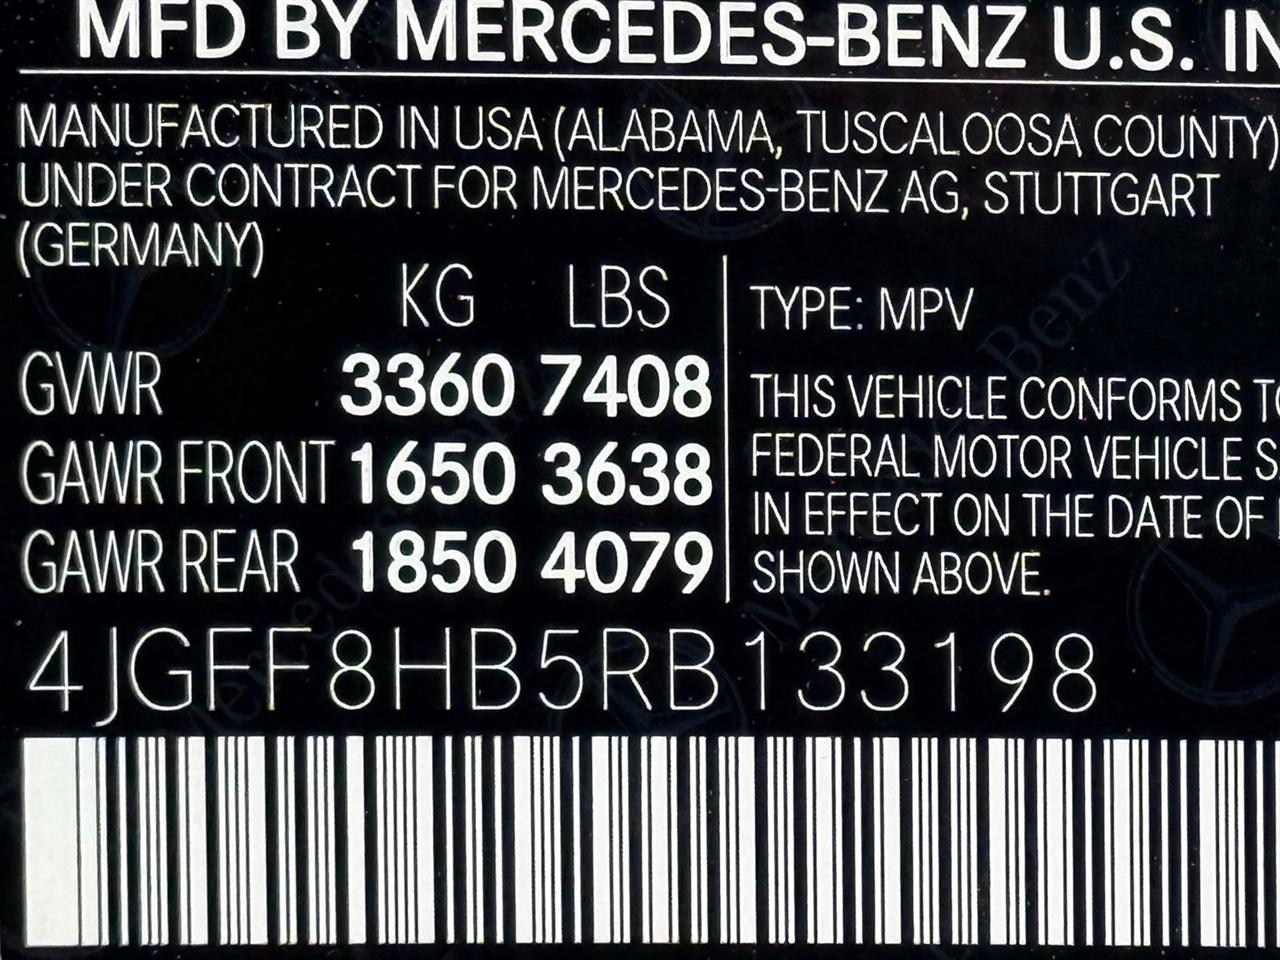 MFD BY MERCEDES-BENZ U.S. IN
MANUFACTURED IN USA (ALABAMA, TUSCALOOSA COUNTY)
UNDER CONTRACT FOR MERCEDES-BENZ AG, STUTTGART
(GERMANY)
KG LBS
GVWR 3360 7408
GAWR FRONT 1650 3638
GAWR REAR 1850 4079
TYPE: MPV
THIS VEHICLE CONFORMS TO
FEDERAL MOTOR VEHICLE S
IN EFFECT ON THE DATE OF
SHOWN ABOVE.
4JGFF8HB5RB133198